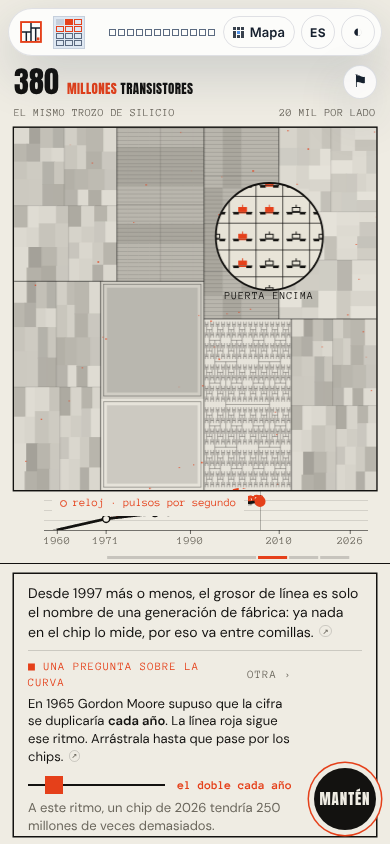 Mapa
ES
380 MILLONES TRANSISTORES
EL MISMO TROZO DE SILICIO
20 MIL POR LADO
PUERTA ENCIMA
reloj · pulsos por segundo
1960
1971
1990
2010
2026
Desde 1997 más o menos, el grosor de línea es solo
el nombre de una generación de fábrica: ya nada
en el chip lo mide, por eso va entre comillas. ↗
■ UNA PREGUNTA SOBRE LA
CURVA
OTRA ›
En 1965 Gordon Moore supuso que la cifra
se duplicaría cada año. La línea roja sigue
ese ritmo. Arrástrala hasta que pase por los
chips. ↗
el doble cada año
MANTÉN
A este ritmo, un chip de 2026 tendría 250
millones de veces demasiados.